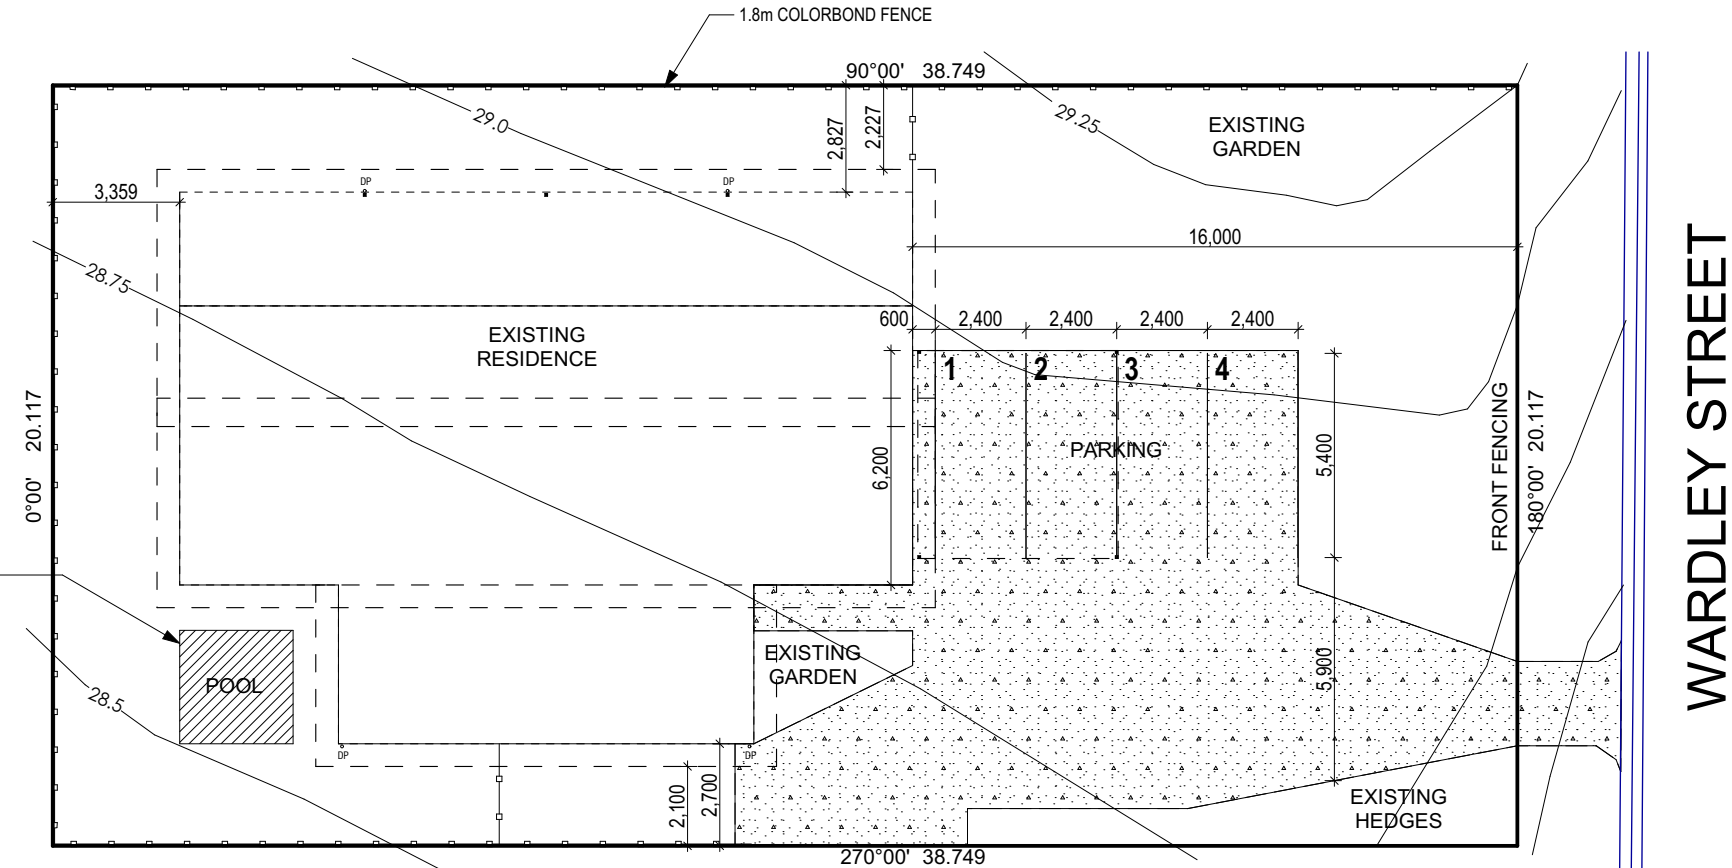 1.8m COLORBOND FENCE
90°00' 38.749
29.0
2,827
2,227
29.25
EXISTING
GARDEN
3,359
DP
DP
16,000
28.75
EXISTING
RESIDENCE
600
2,400
2,400
2,400
2,400
1
2
3
4
PARKING
6,200
5,400
0°00' 20.117
FRONT FENCING
180°00' 20.117
WARDLEY STREET
POOL
28.5
EXISTING
GARDEN
5,900
DP
DP
2,100
2,700
EXISTING
HEDGES
270°00' 38.749